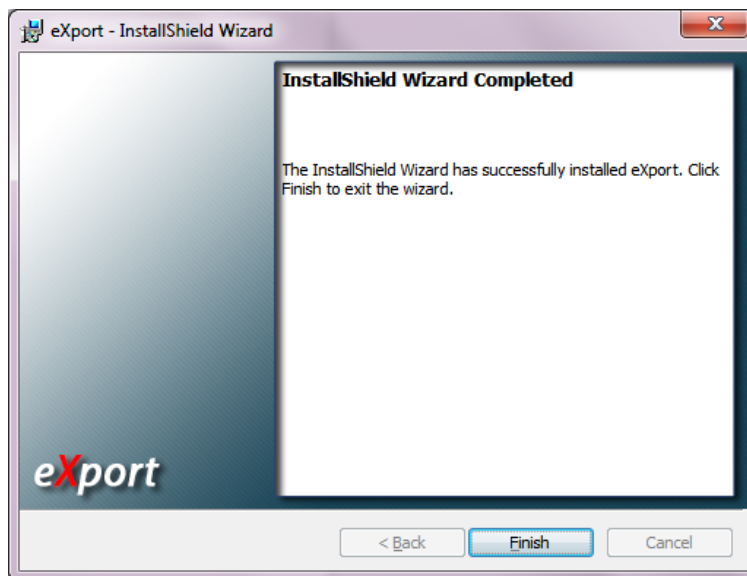 eXport - InstallShield Wizard
InstallShield Wizard Completed
The InstallShield Wizard has successfully installed eXport. Click
Finish to exit the wizard.
eXport
< Back
Finish
Cancel